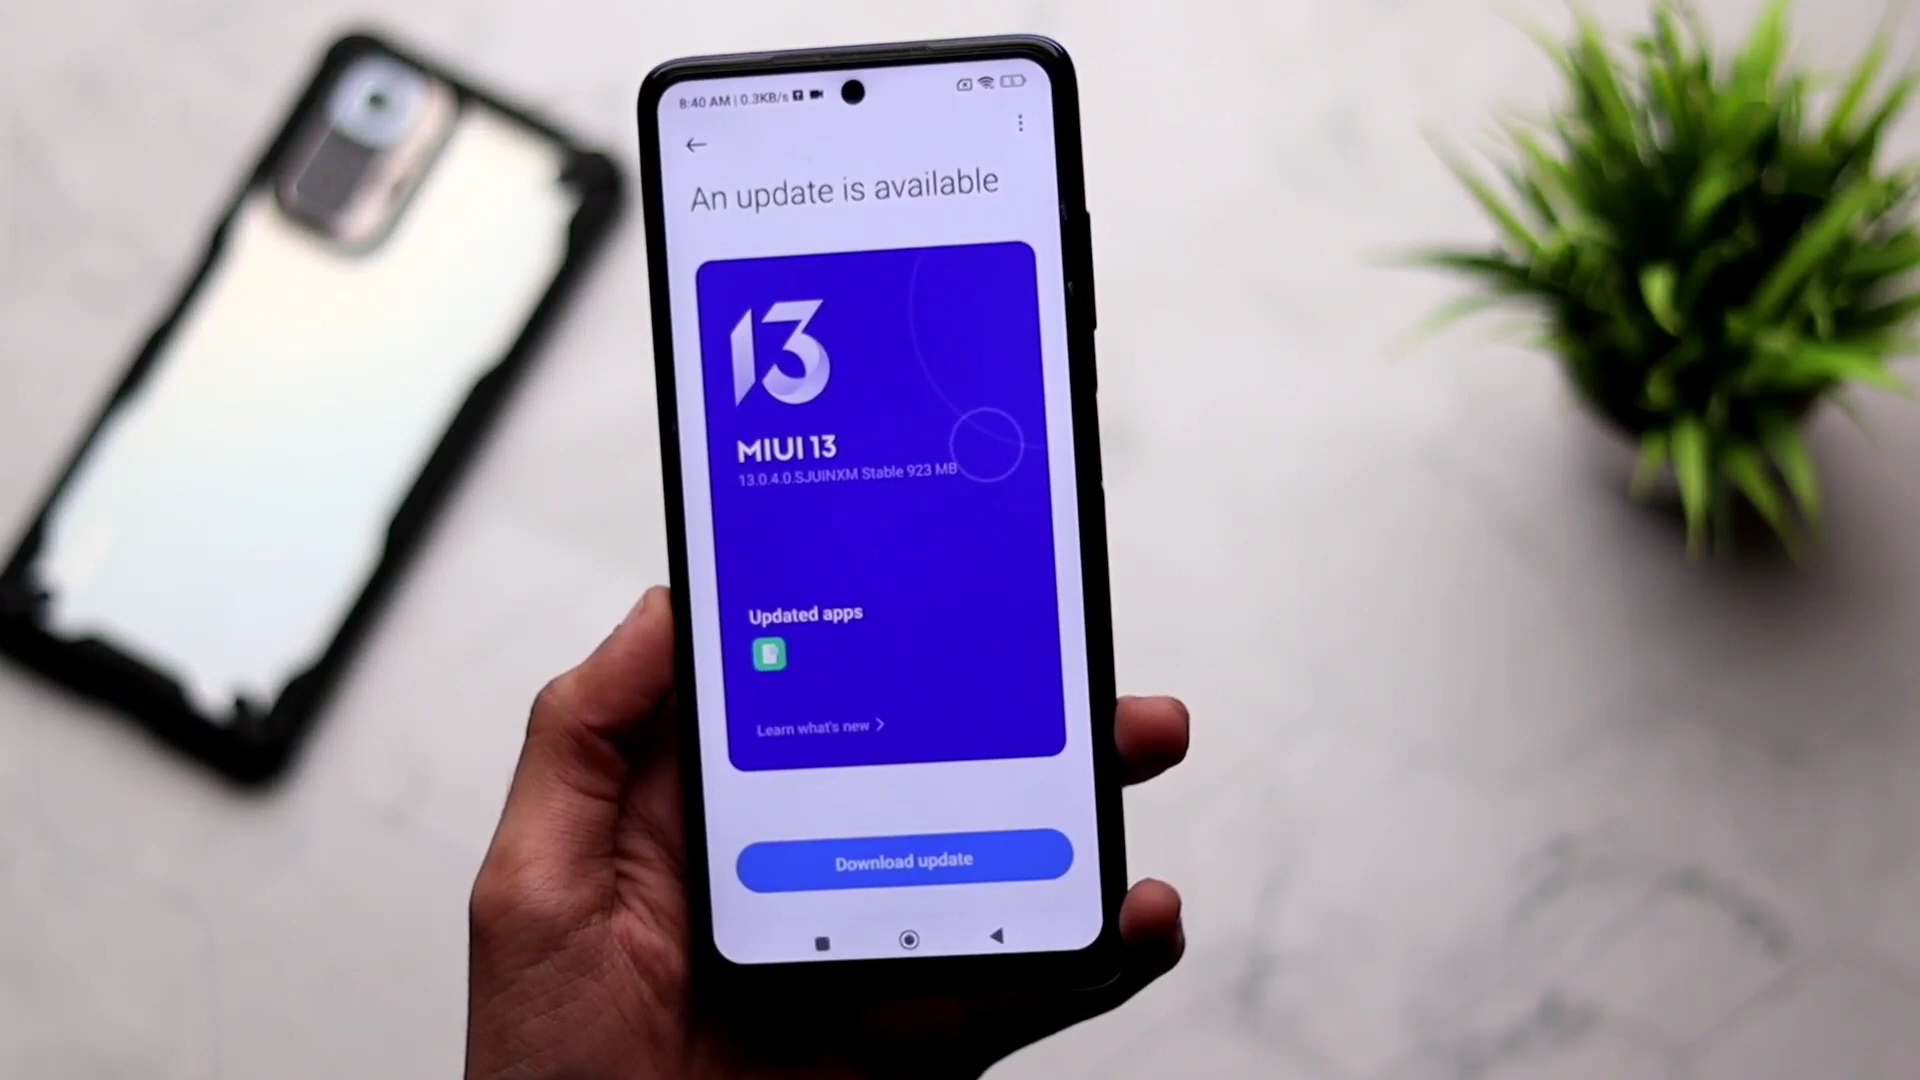 8:40 AM | 0.3KB/s
An update is available
13
MIUI 13
13.0.4.0.SJUINXM Stable 923 MB
Updated apps
Learn what's new >
Download update